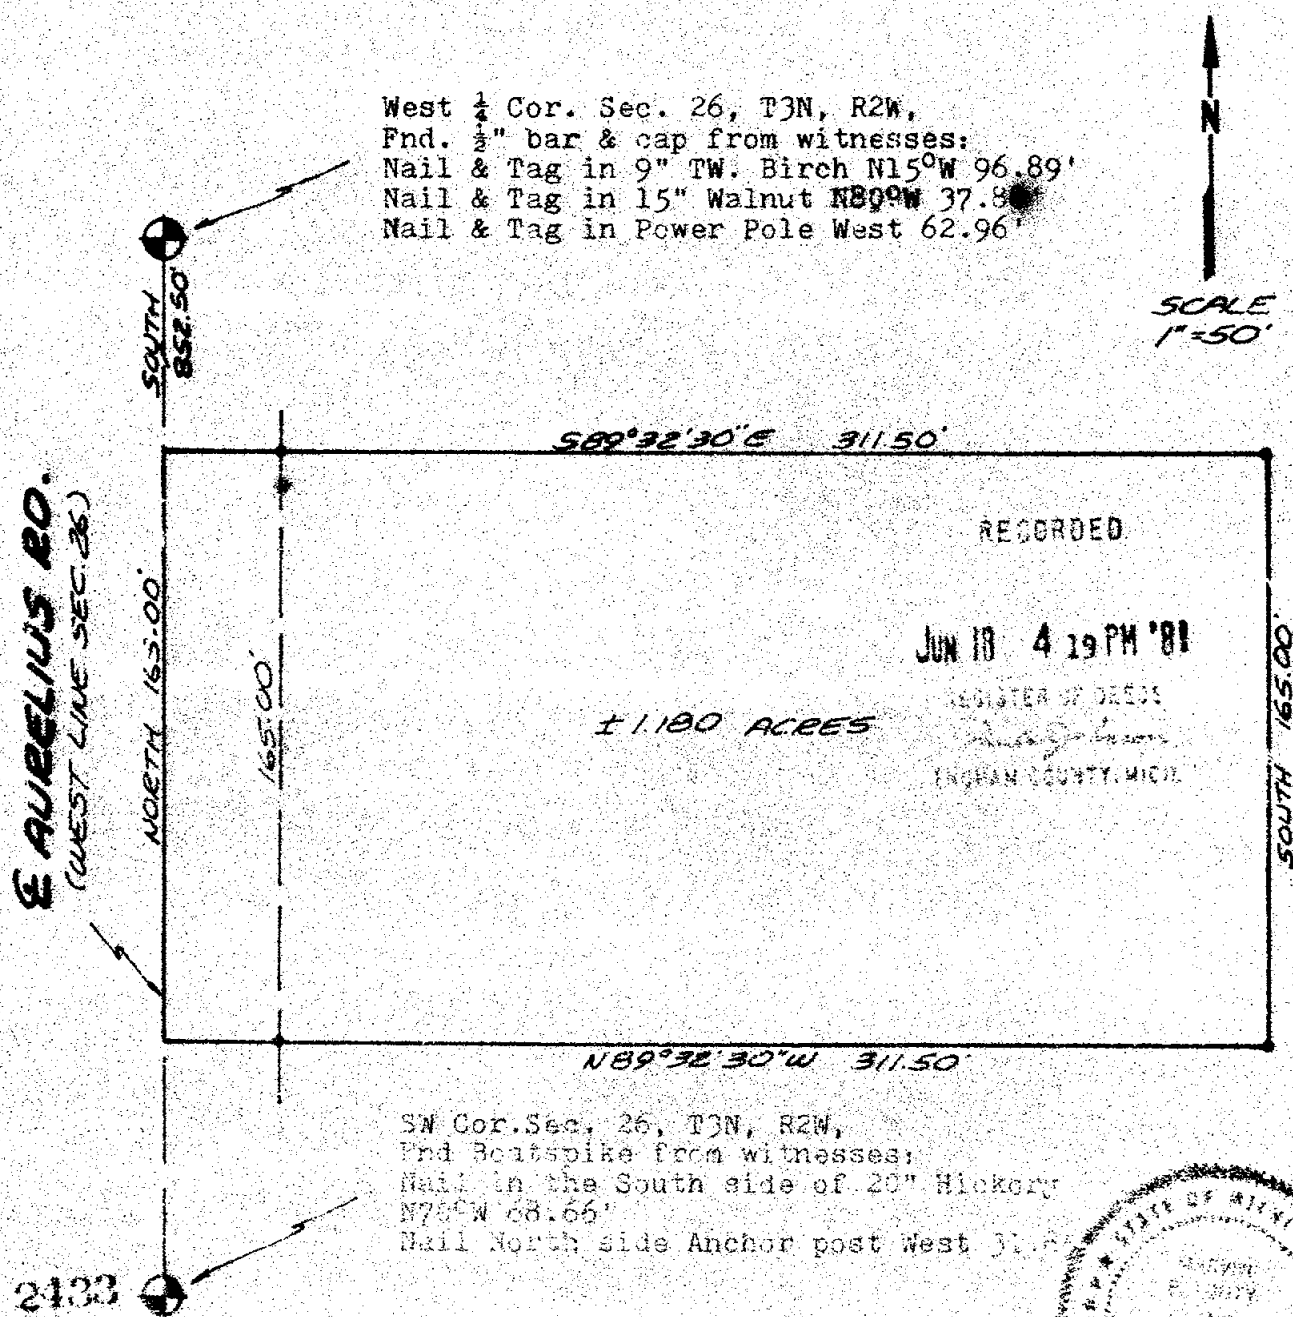 West ¼ Cor. Sec. 26, T3N, R2W,
Fnd. ½" bar & cap from witnesses:
Nail & Tag in 9" TW. Birch N15°W 96.89'
Nail & Tag in 15" Walnut N89°W 37.8
Nail & Tag in Power Pole West 62.96'
N
SCALE
1"=50'
SOUTH
852.50'
S89°32'30"E 311.50'
RECORDED
JUN 18 4 19 PM '81
REGISTER OF DEEDS
INGHAM COUNTY, MICH.
℄ AURELIUS RD.
(WEST LINE SEC. 26)
NORTH 165.00'
165.00'
± 1.180 ACRES
SOUTH 165.00'
N89°32'30"W 311.50'
SW Cor.Sec. 26, T3N, R2W,
Fnd Boatspike from witnesses:
Nail in the South side of 20" Hickory
W 68.66'
Nail North side Anchor post West
2433
STATE OF MICHI